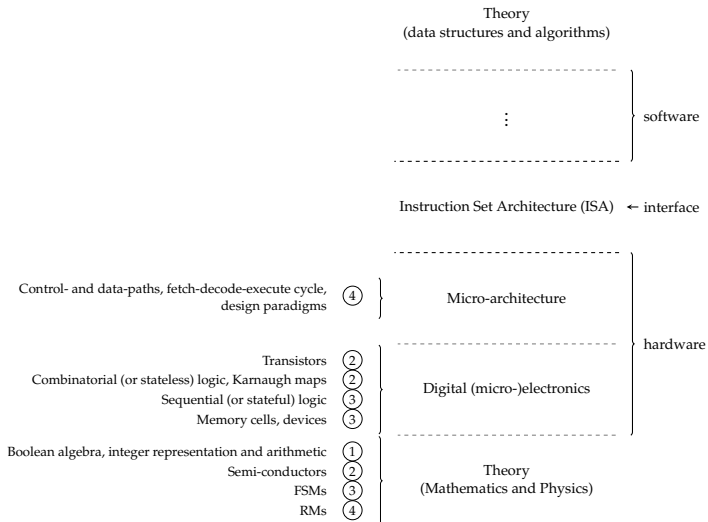 Theory
(data structures and algorithms)
⋮
software
Instruction Set Architecture (ISA) ← interface
Control- and data-paths, fetch-decode-execute cycle,
design paradigms
4
Micro-architecture
hardware
Transistors 2
Combinatorial (or stateless) logic, Karnaugh maps 2
Sequential (or stateful) logic 3
Memory cells, devices 3
Digital (micro-)electronics
Boolean algebra, integer representation and arithmetic 1
Semi-conductors 2
FSMs 3
RMs 4
Theory
(Mathematics and Physics)